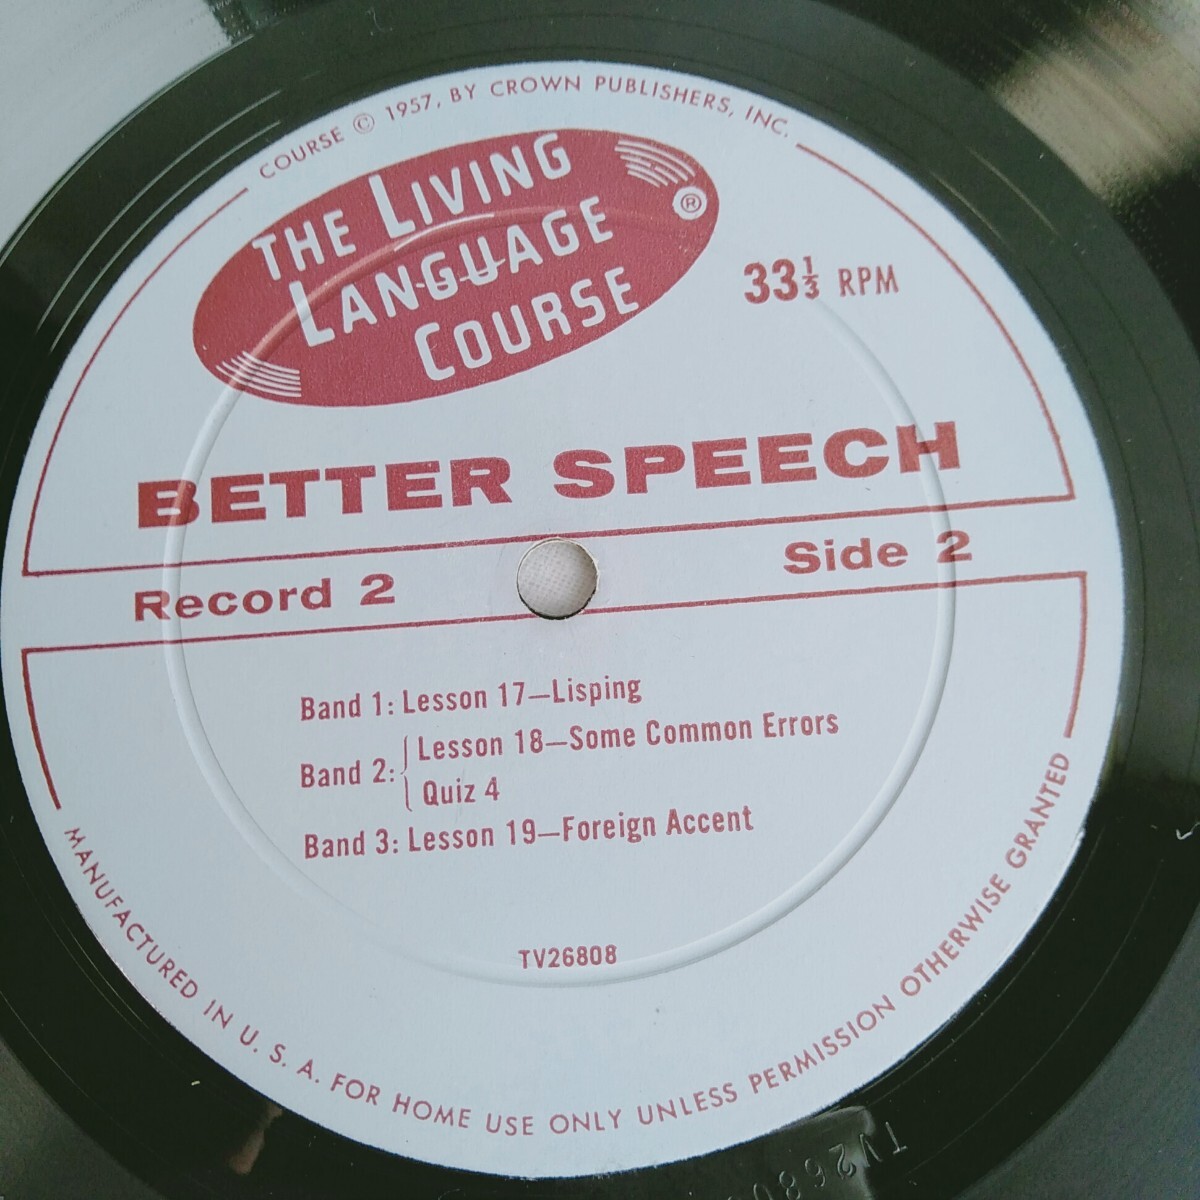 COURSE © 1957, BY CROWN PUBLISHERS, INC.
THE LIVING
LANGUAGE
COURSE
®
33⅓ RPM
BETTER SPEECH
Record 2
Side 2
Band 1: Lesson 17—Lisping
Band 2: { Lesson 18—Some Common Errors
Quiz 4
Band 3: Lesson 19—Foreign Accent
TV26808
MANUFACTURED IN U. S. A. FOR HOME USE ONLY UNLESS PERMISSION OTHERWISE GRANTED
TV2680